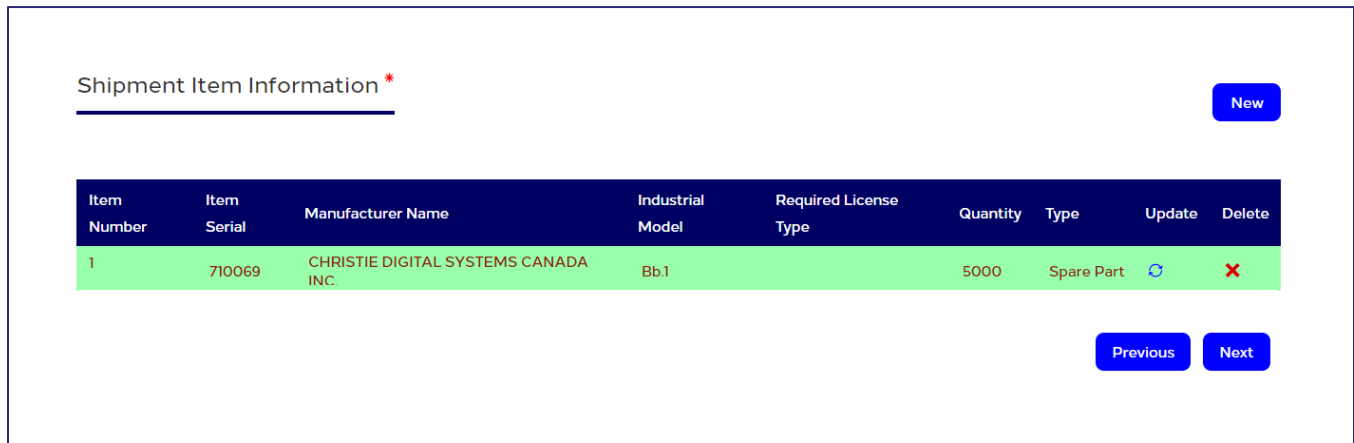 Shipment Item Information *
New
Item Number Item Serial Manufacturer Name Industrial Model Required License Type Quantity Type Update Delete
1 710069 CHRISTIE DIGITAL SYSTEMS CANADA INC. Bb.1 5000 Spare Part
Previous Next